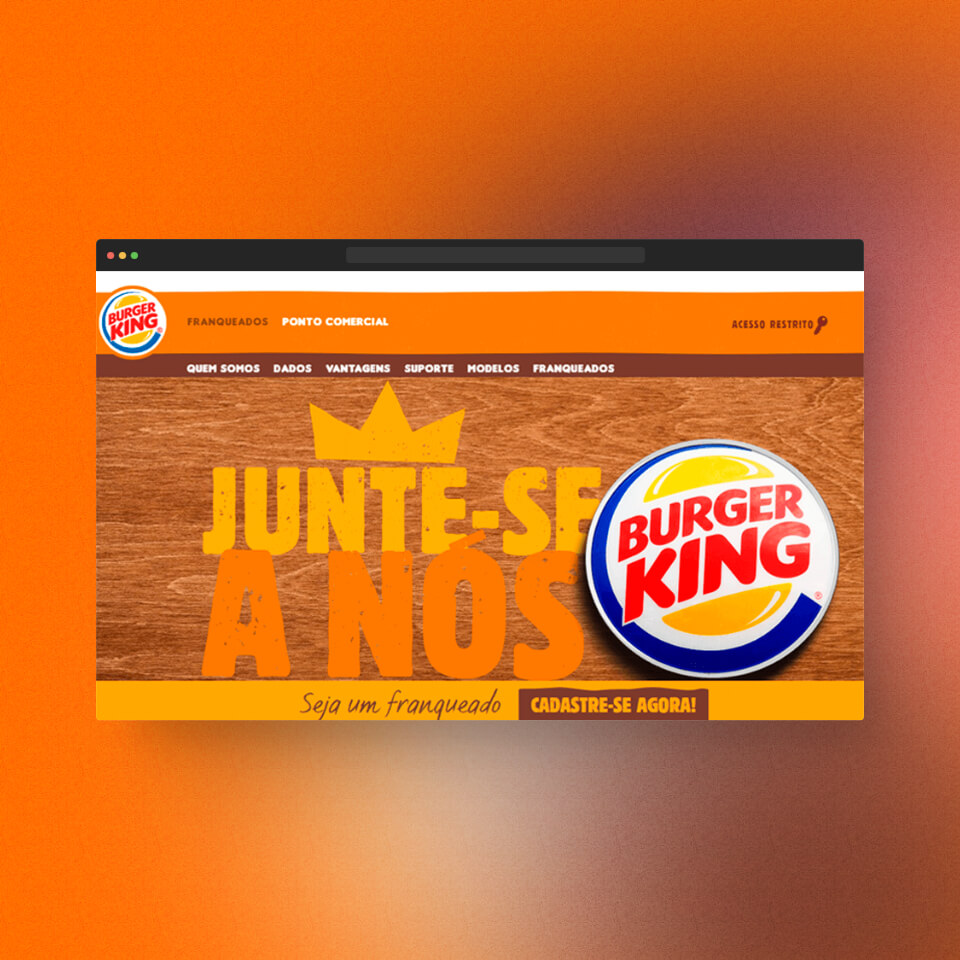 BURGER
KING®
FRANQUEADOS PONTO COMERCIAL
ACESSO RESTRITO
QUEM SOMOS DADOS VANTAGENS SUPORTE MODELOS FRANQUEADOS
JUNTE-SE
A NÓS
BURGER
KING®
Seja um franqueado
CADASTRE-SE AGORA!